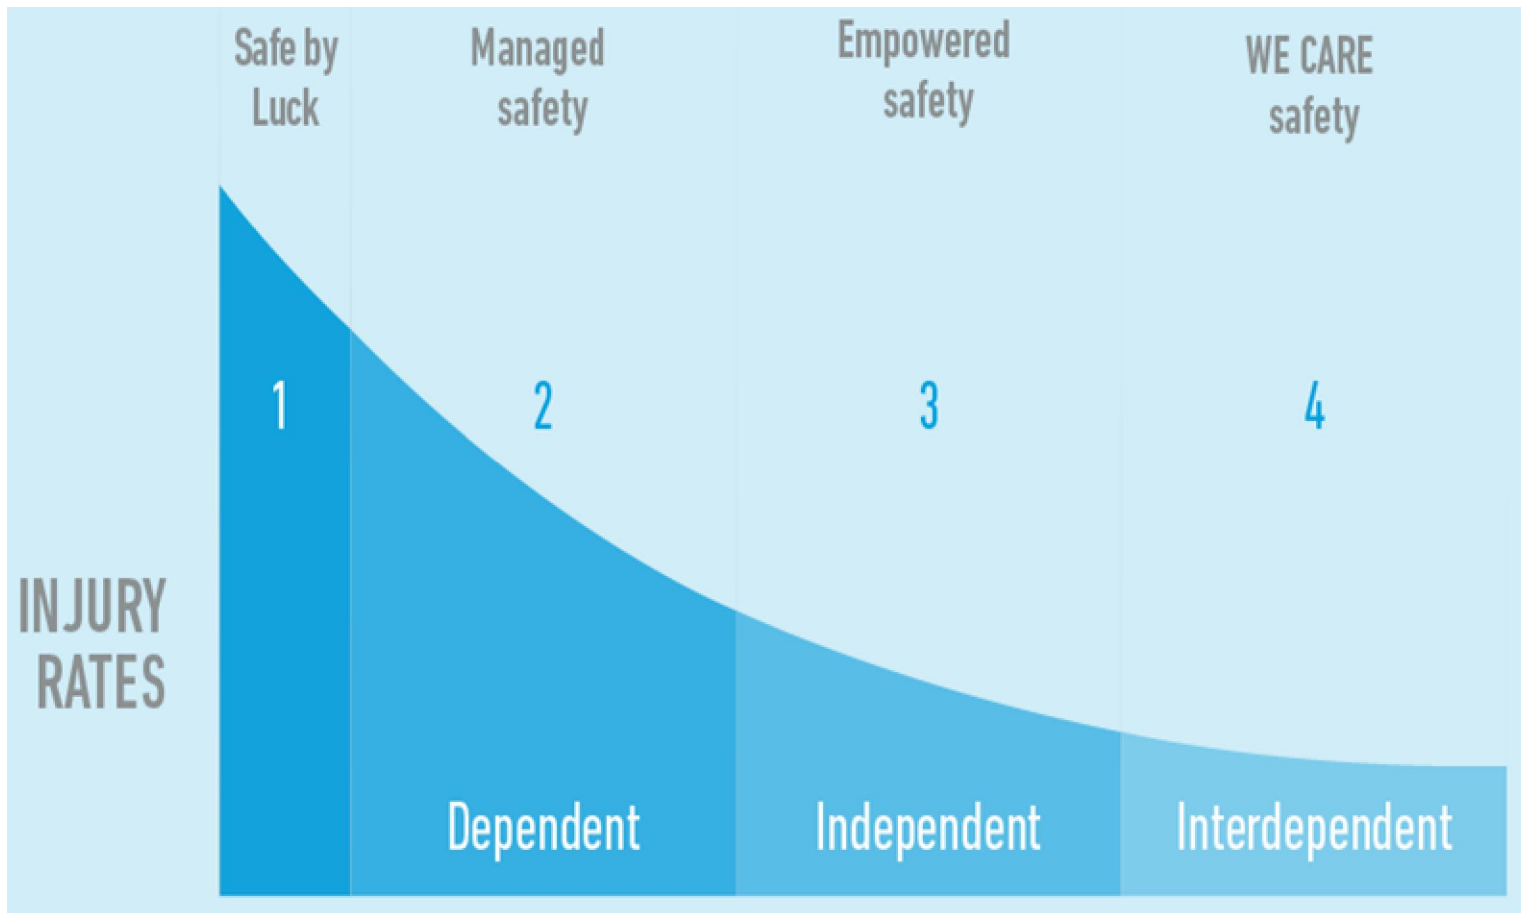 Safe by
Luck
Managed
safety
Empowered
safety
WE CARE
safety
1
2
3
4
INJURY
RATES
Dependent
Independent
Interdependent